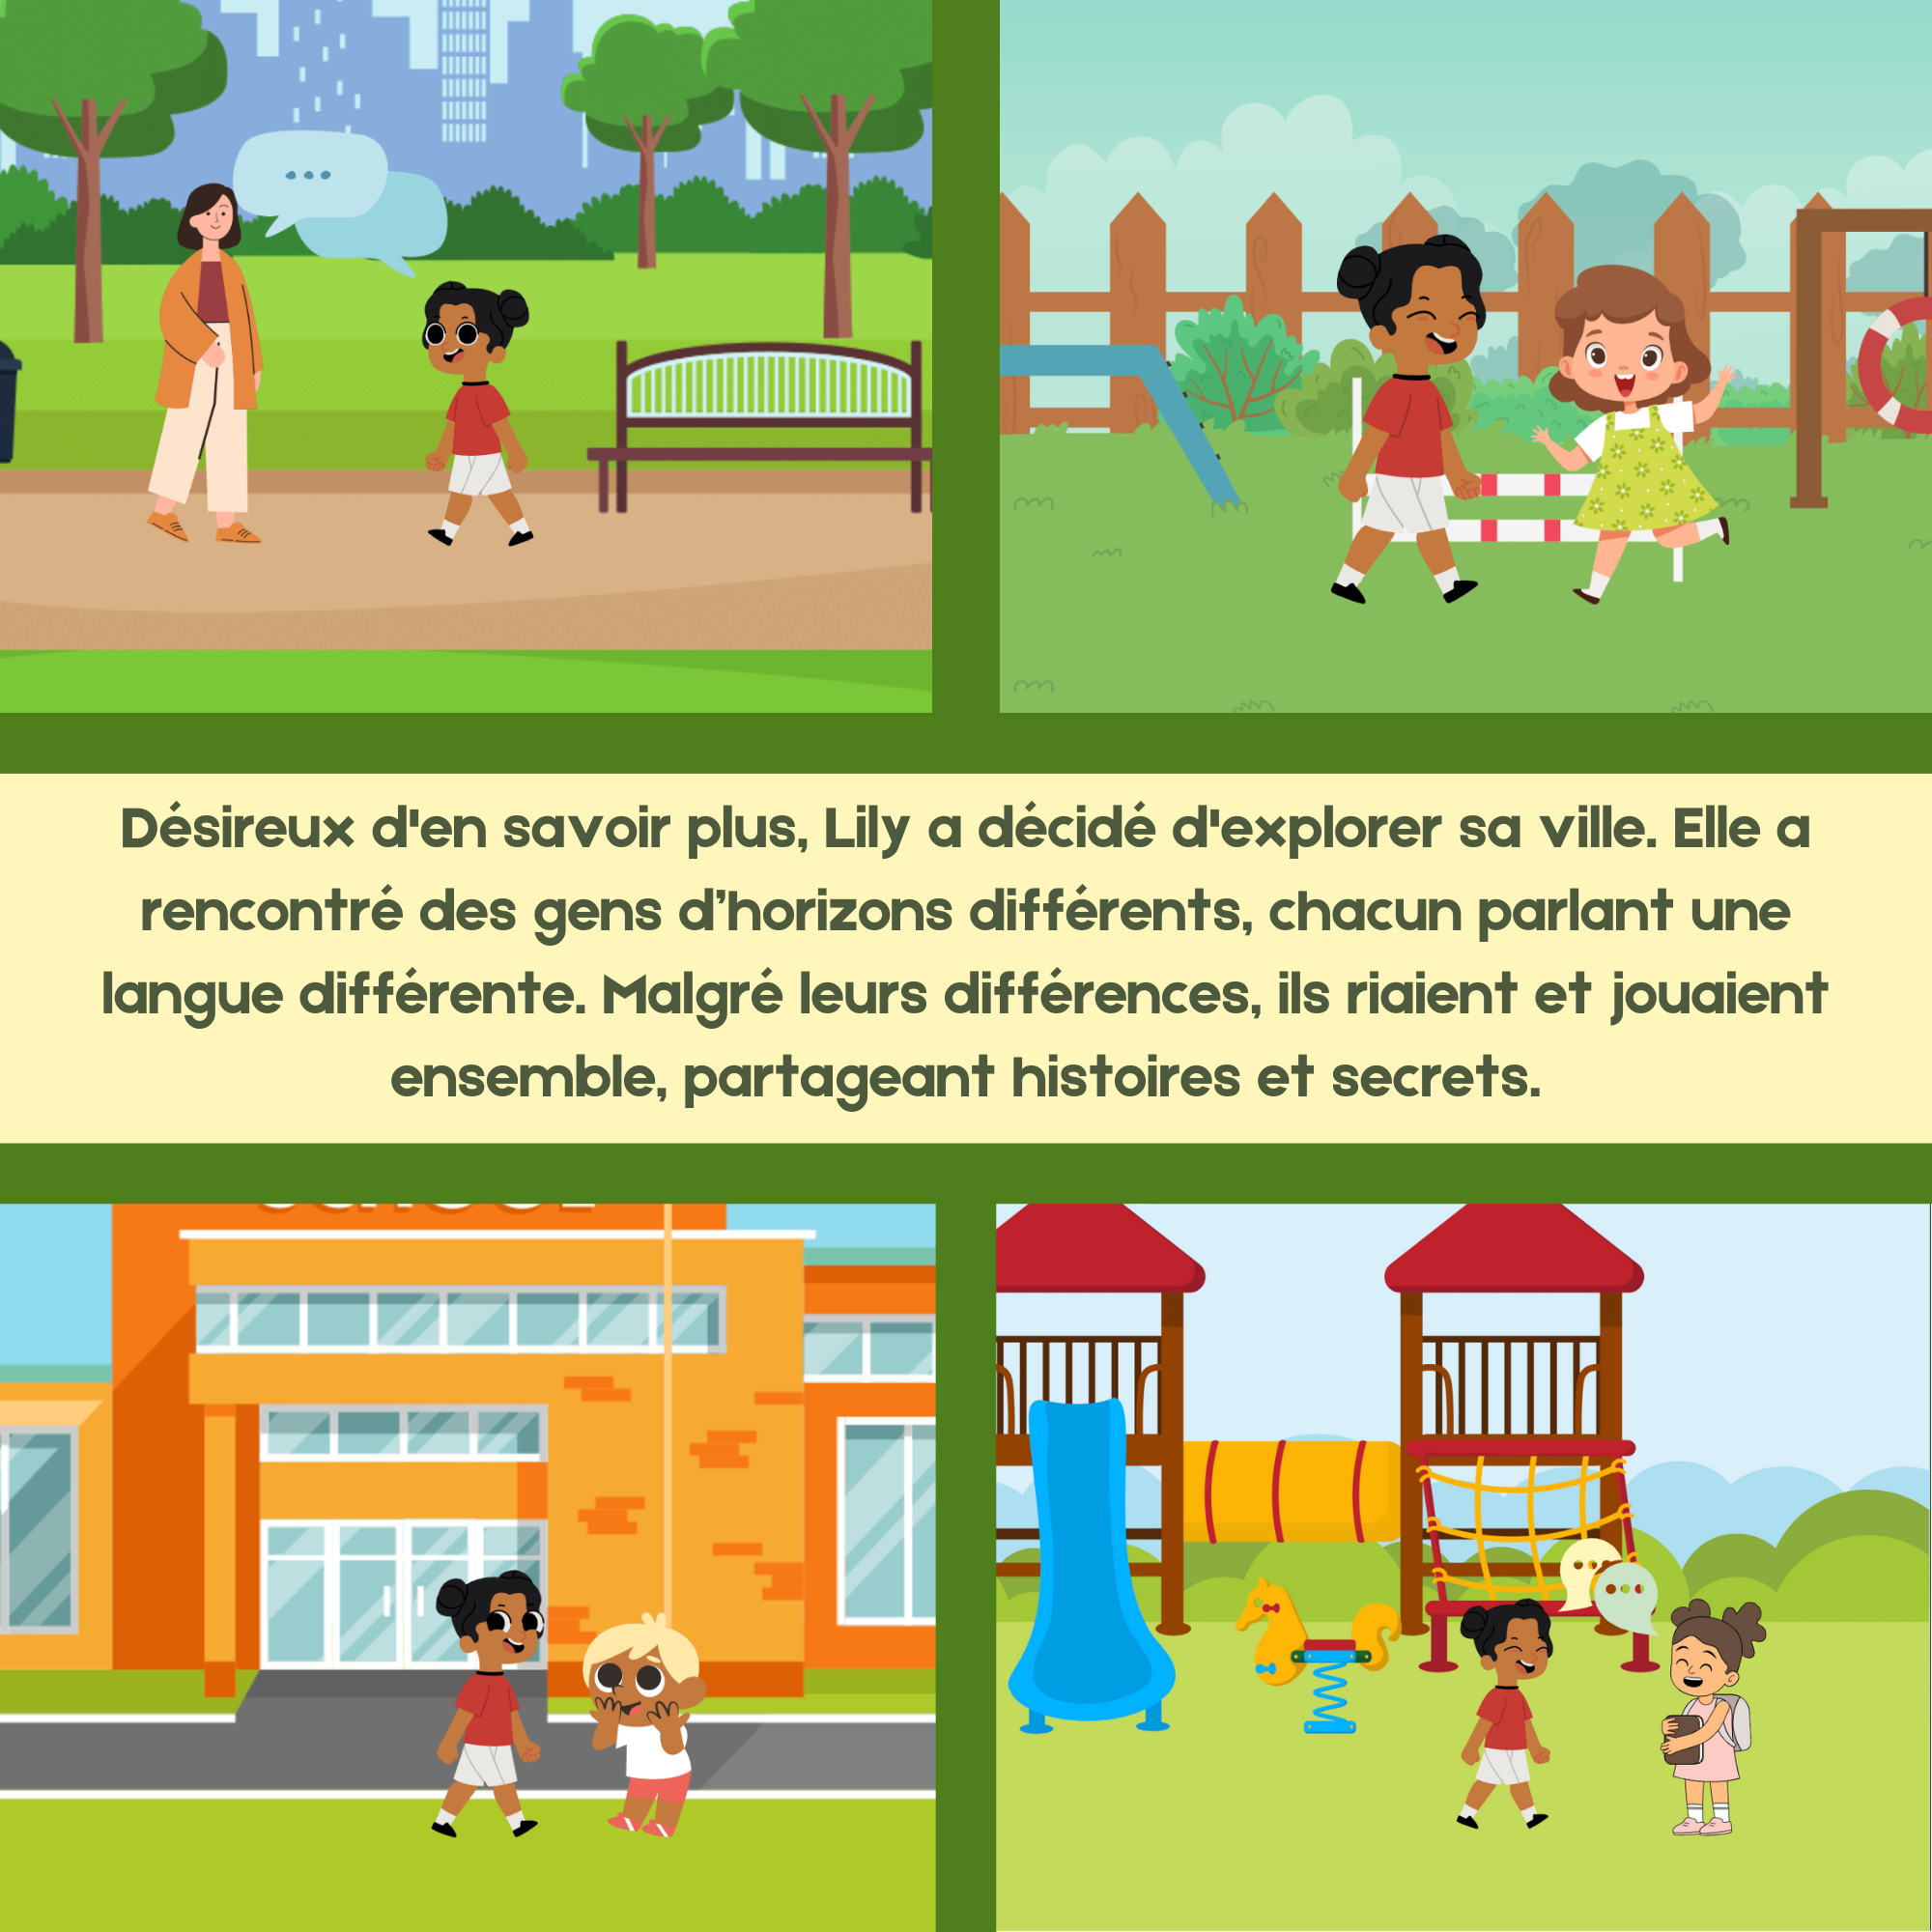 Désireux d'en savoir plus, Lily a décidé d'explorer sa ville. Elle a
rencontré des gens d’horizons différents, chacun parlant une
langue différente. Malgré leurs différences, ils riaient et jouaient
ensemble, partageant histoires et secrets.